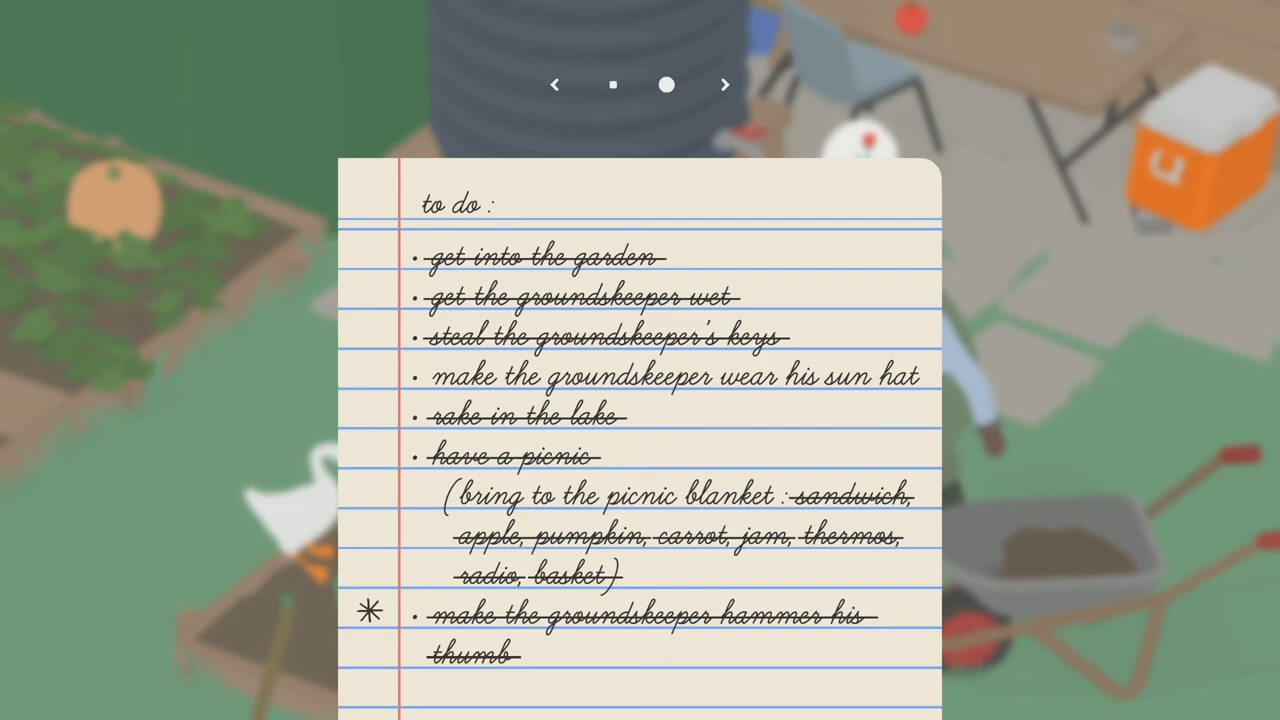 to do :
• get into the garden
• get the groundskeeper wet
• steal the groundskeeper's keys
• make the groundskeeper wear his sun hat
• rake in the lake
• have a picnic
(bring to the picnic blanket : sandwich,
apple, pumpkin, carrot, jam, thermos,
radio, basket)
• make the groundskeeper hammer his
thumb